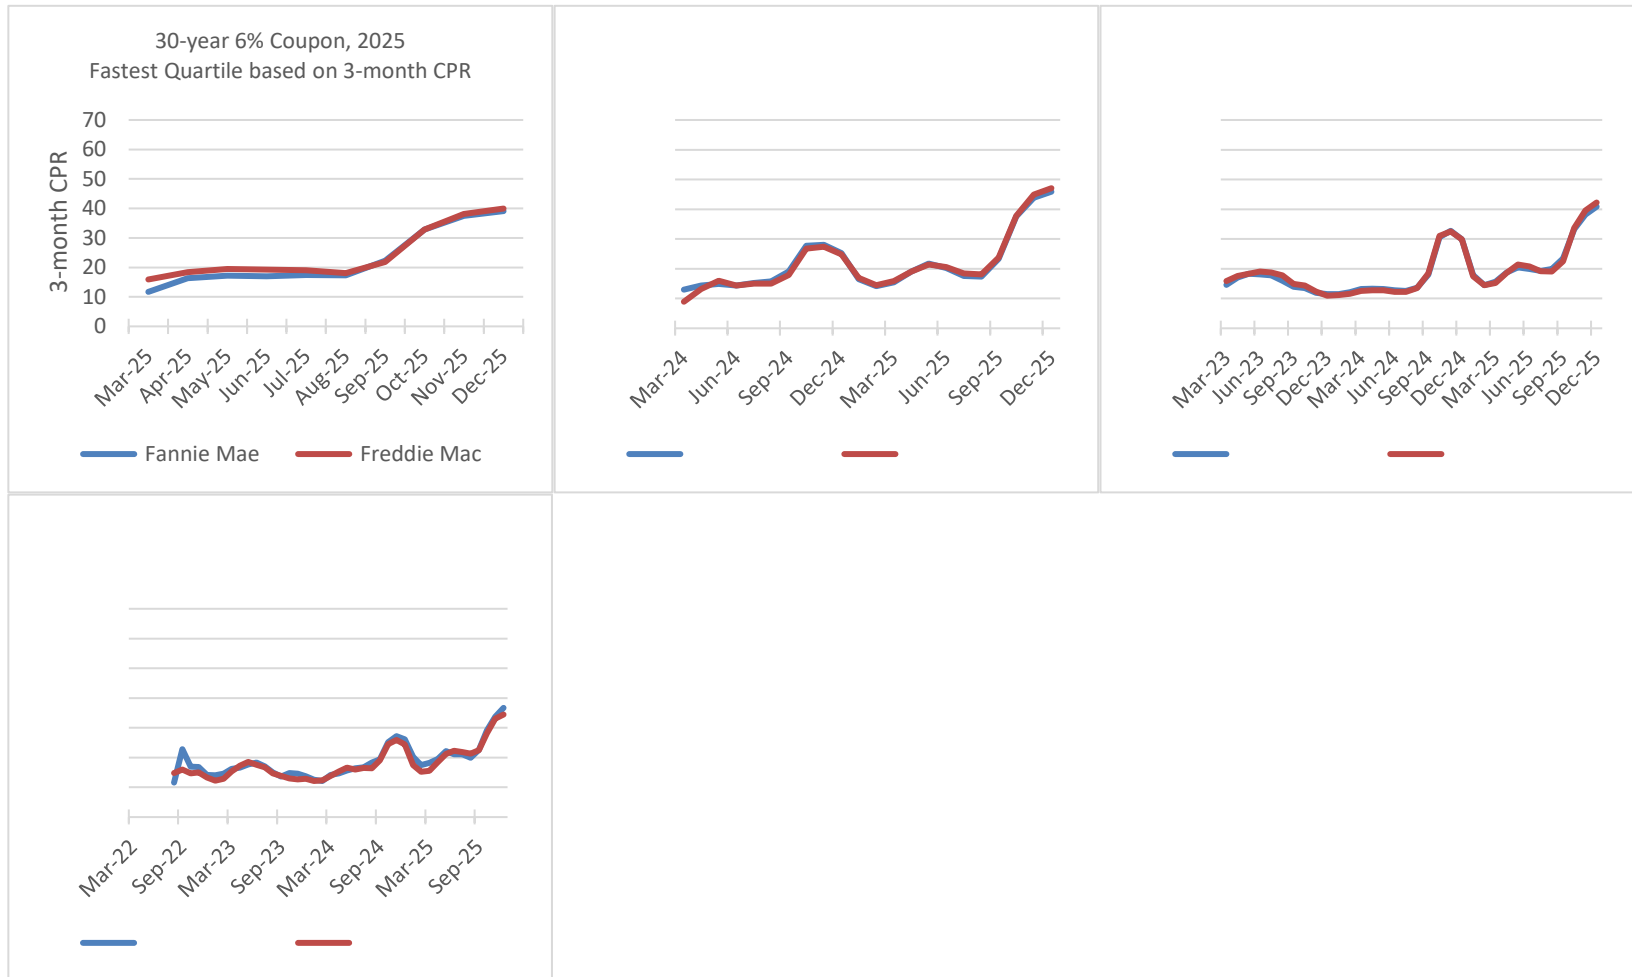 30-year 6% Coupon, 2025
Fastest Quartile based on 3-month CPR
3-month CPR
70
60
50
40
30
20
10
0
Mar-25
Apr-25
May-25
Jun-25
Jul-25
Aug-25
Sep-25
Oct-25
Nov-25
Dec-25
Fannie Mae
Freddie Mac
Mar-24
Jun-24
Sep-24
Dec-24
Mar-25
Jun-25
Sep-25
Dec-25
Mar-23
Jun-23
Sep-23
Dec-23
Mar-24
Jun-24
Sep-24
Dec-24
Mar-25
Jun-25
Sep-25
Dec-25
Mar-22
Sep-22
Mar-23
Sep-23
Mar-24
Sep-24
Mar-25
Sep-25